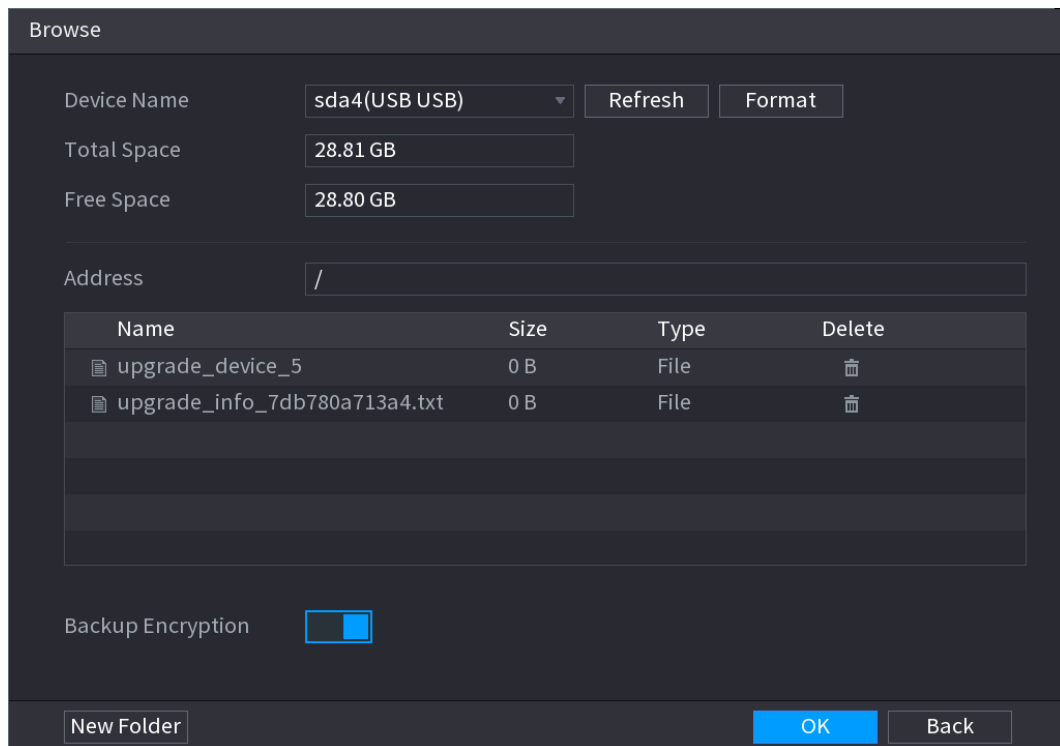 Browse
Device Name sda4(USB USB) Refresh Format
Total Space 28.81 GB
Free Space 28.80 GB
Address /
Name Size Type Delete
upgrade_device_5 0 B File
upgrade_info_7db780a713a4.txt 0 B File
Backup Encryption
New Folder OK Back